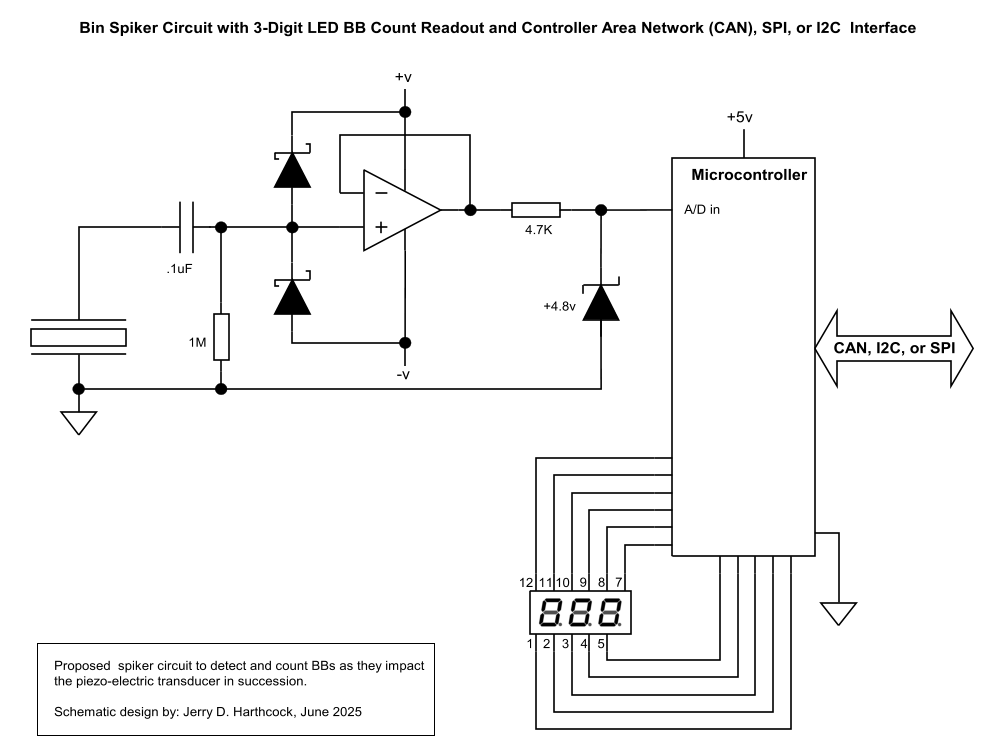 Bin Spiker Circuit with 3-Digit LED BB Count Readout and Controller Area Network (CAN), SPI, or I2C  Interface
+v
+5v
Microcontroller
−
A/D in
+
4.7K
.1uF
+4.8v
1M
CAN, I2C, or SPI
-v
12 11 10 9 8 7
8.8.8.
1 2 3 4 5
Proposed  spiker circuit to detect and count BBs as they impact
the piezo-electric transducer in succession.
Schematic design by: Jerry D. Harthcock, June 2025